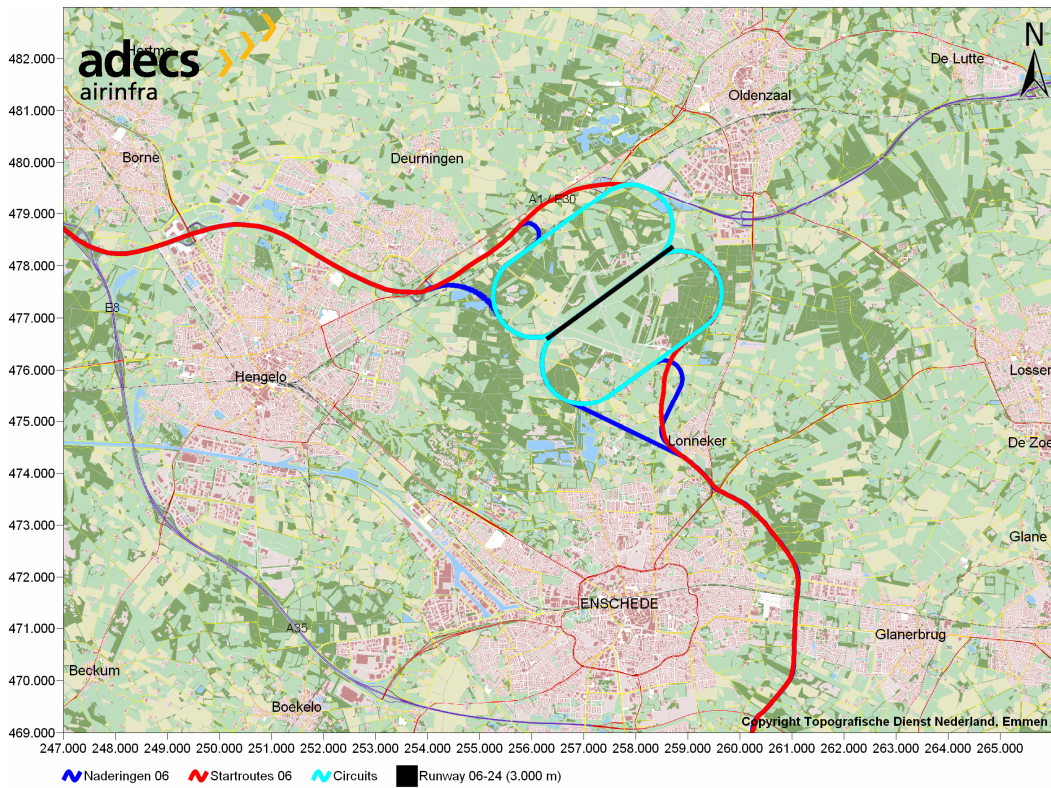 482.000
Hertme
adecs
airinfra
N
De Lutte
Oldenzaal
481.000
480.000
Borne
Deurningen
479.000
A1 / E30
478.000
E8
477.000
476.000
Hengelo
Losser
475.000
Lonneker
De Zoe
474.000
473.000
Glane
472.000
ENSCHEDE
471.000
A35
Glanerbrug
470.000
Beckum
Boekelo
Copyright Topografische Dienst Nederland, Emmen
469.000
247.000 248.000 249.000 250.000 251.000 252.000 253.000 254.000 255.000 256.000 257.000 258.000 259.000 260.000 261.000 262.000 263.000 264.000 265.000
Naderingen 06 Startroutes 06 Circuits Runway 06-24 (3.000 m)